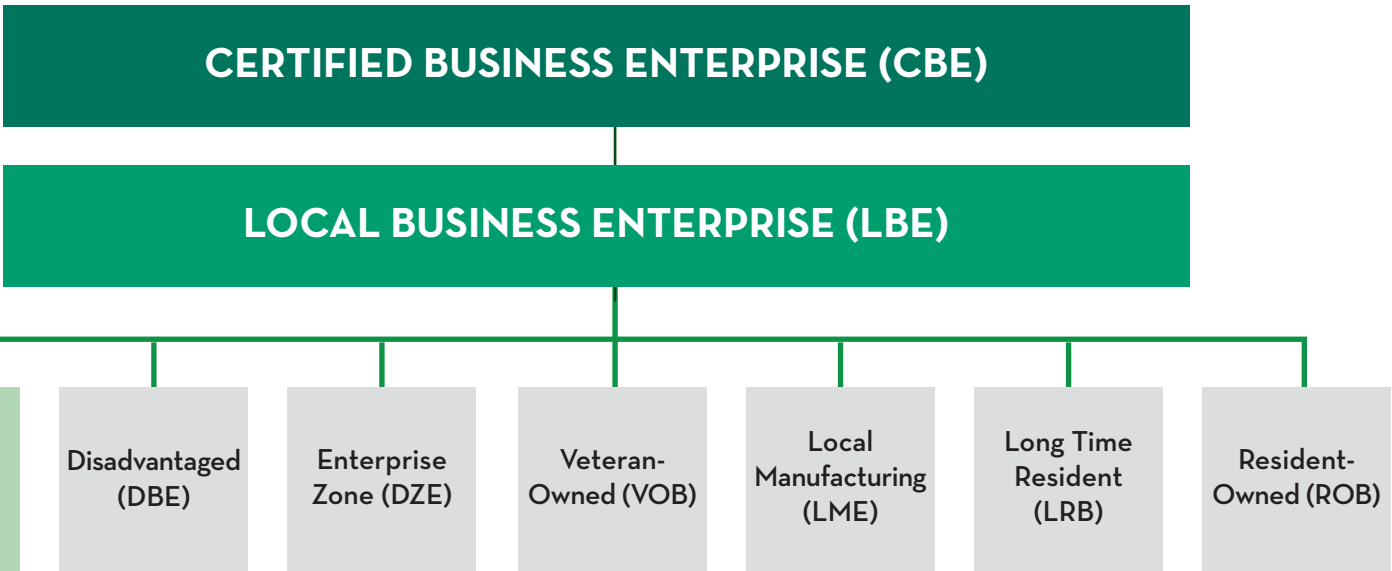 CERTIFIED BUSINESS ENTERPRISE (CBE)
LOCAL BUSINESS ENTERPRISE (LBE)
Disadvantaged
(DBE)
Enterprise
Zone (DZE)
Veteran-
Owned (VOB)
Local
Manufacturing
(LME)
Long Time
Resident
(LRB)
Resident-
Owned (ROB)